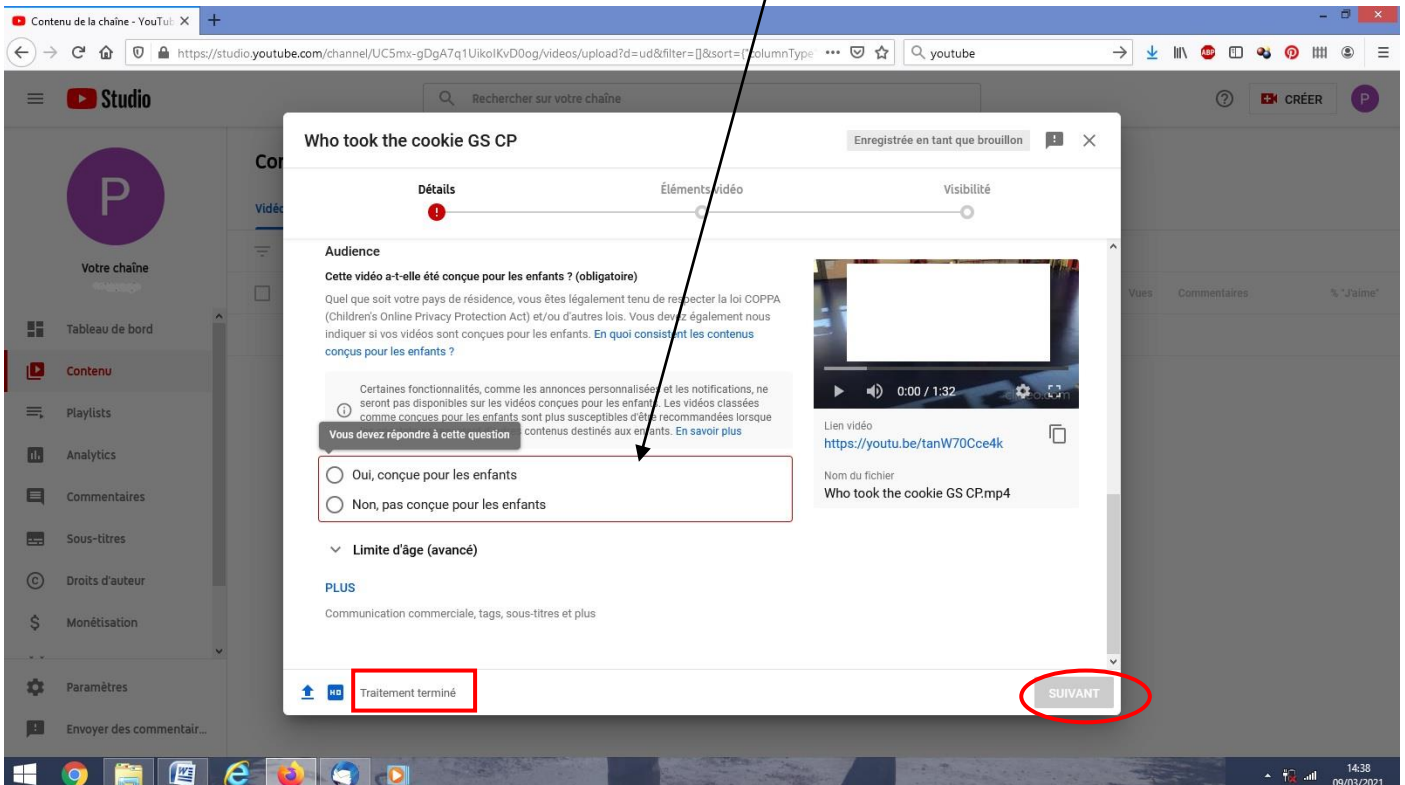 Contenu de la chaîne - YouTub
https://studio.youtube.com/channel/UC5mx-gDgA7q1UikoIKvD0og/videos/upload?d=ud&filter=[]&sort={"columnType"
youtube
Studio
Rechercher sur votre chaîne
CRÉER
P
P
Votre chaîne
Tableau de bord
Contenu
Playlists
Analytics
Commentaires
Sous-titres
Droits d'auteur
Monétisation
Paramètres
Envoyer des commentair...
Vues Commentaires % "J'aime"
Who took the cookie GS CP
Enregistrée en tant que brouillon
Détails
Éléments vidéo
Visibilité
Audience
Cette vidéo a-t-elle été conçue pour les enfants ? (obligatoire)
Quel que soit votre pays de résidence, vous êtes légalement tenu de respecter la loi COPPA
(Children's Online Privacy Protection Act) et/ou d'autres lois. Vous devez également nous
indiquer si vos vidéos sont conçues pour les enfants. En quoi consistent les contenus
conçus pour les enfants ?
Certaines fonctionnalités, comme les annonces personnalisées et les notifications, ne
seront pas disponibles sur les vidéos conçues pour les enfants. Les vidéos classées
comme conçues pour les enfants sont plus susceptibles d'être recommandées lorsque
contenus destinés aux enfants. En savoir plus
Vous devez répondre à cette question
Oui, conçue pour les enfants
Non, pas conçue pour les enfants
Limite d'âge (avancé)
PLUS
Communication commerciale, tags, sous-titres et plus
0:00 / 1:32
Lien vidéo
https://youtu.be/tanW70Cce4k
Nom du fichier
Who took the cookie GS CP.mp4
HD
Traitement terminé
SUIVANT
14:38
09/03/2021